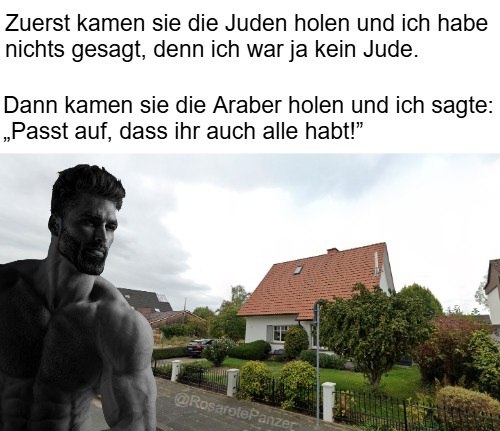 Zuerst kamen sie die Juden holen und ich habe
nichts gesagt, denn ich war ja kein Jude.
Dann kamen sie die Araber holen und ich sagte:
„Passt auf, dass ihr auch alle habt!”
@RosarotePanzer